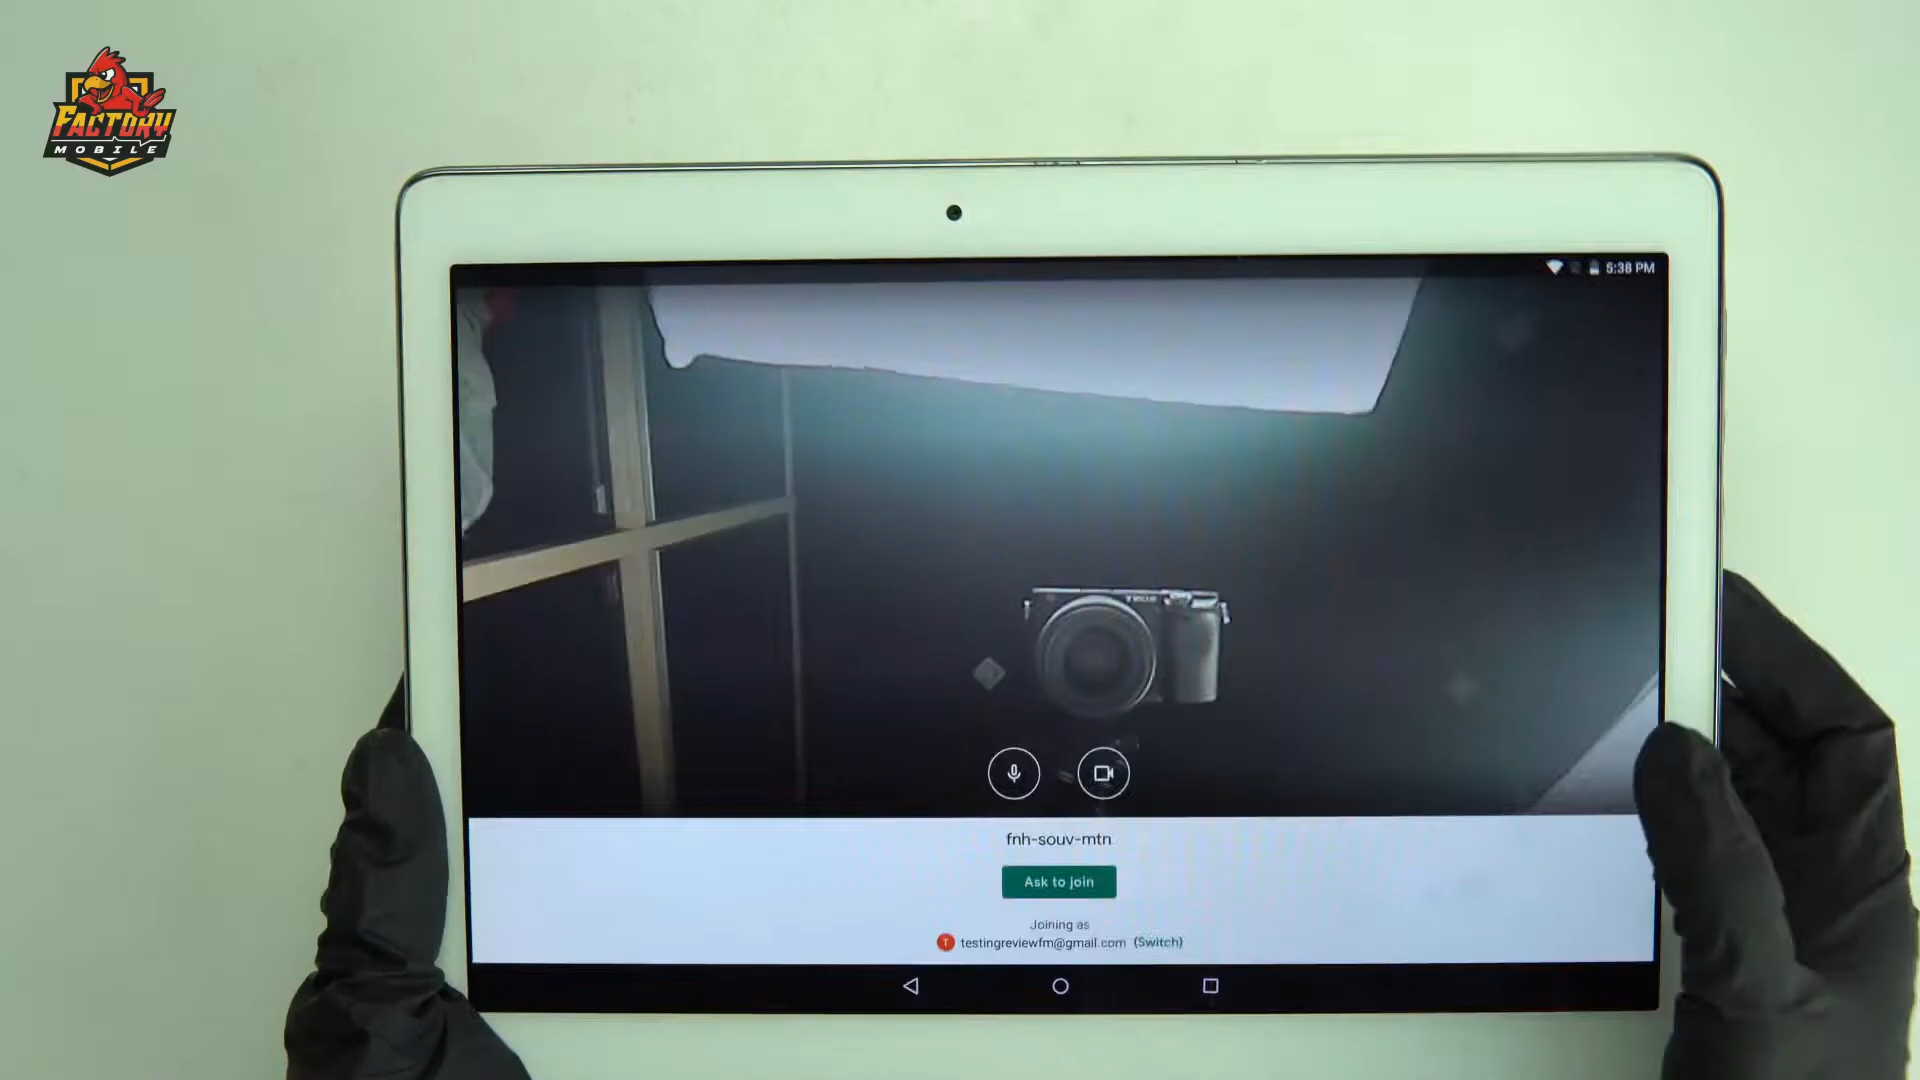 FACTORY
MOBILE
5:38 PM
fnh-souv-mtn
Ask to join
Joining as
T testingreviewfm@gmail.com (Switch)